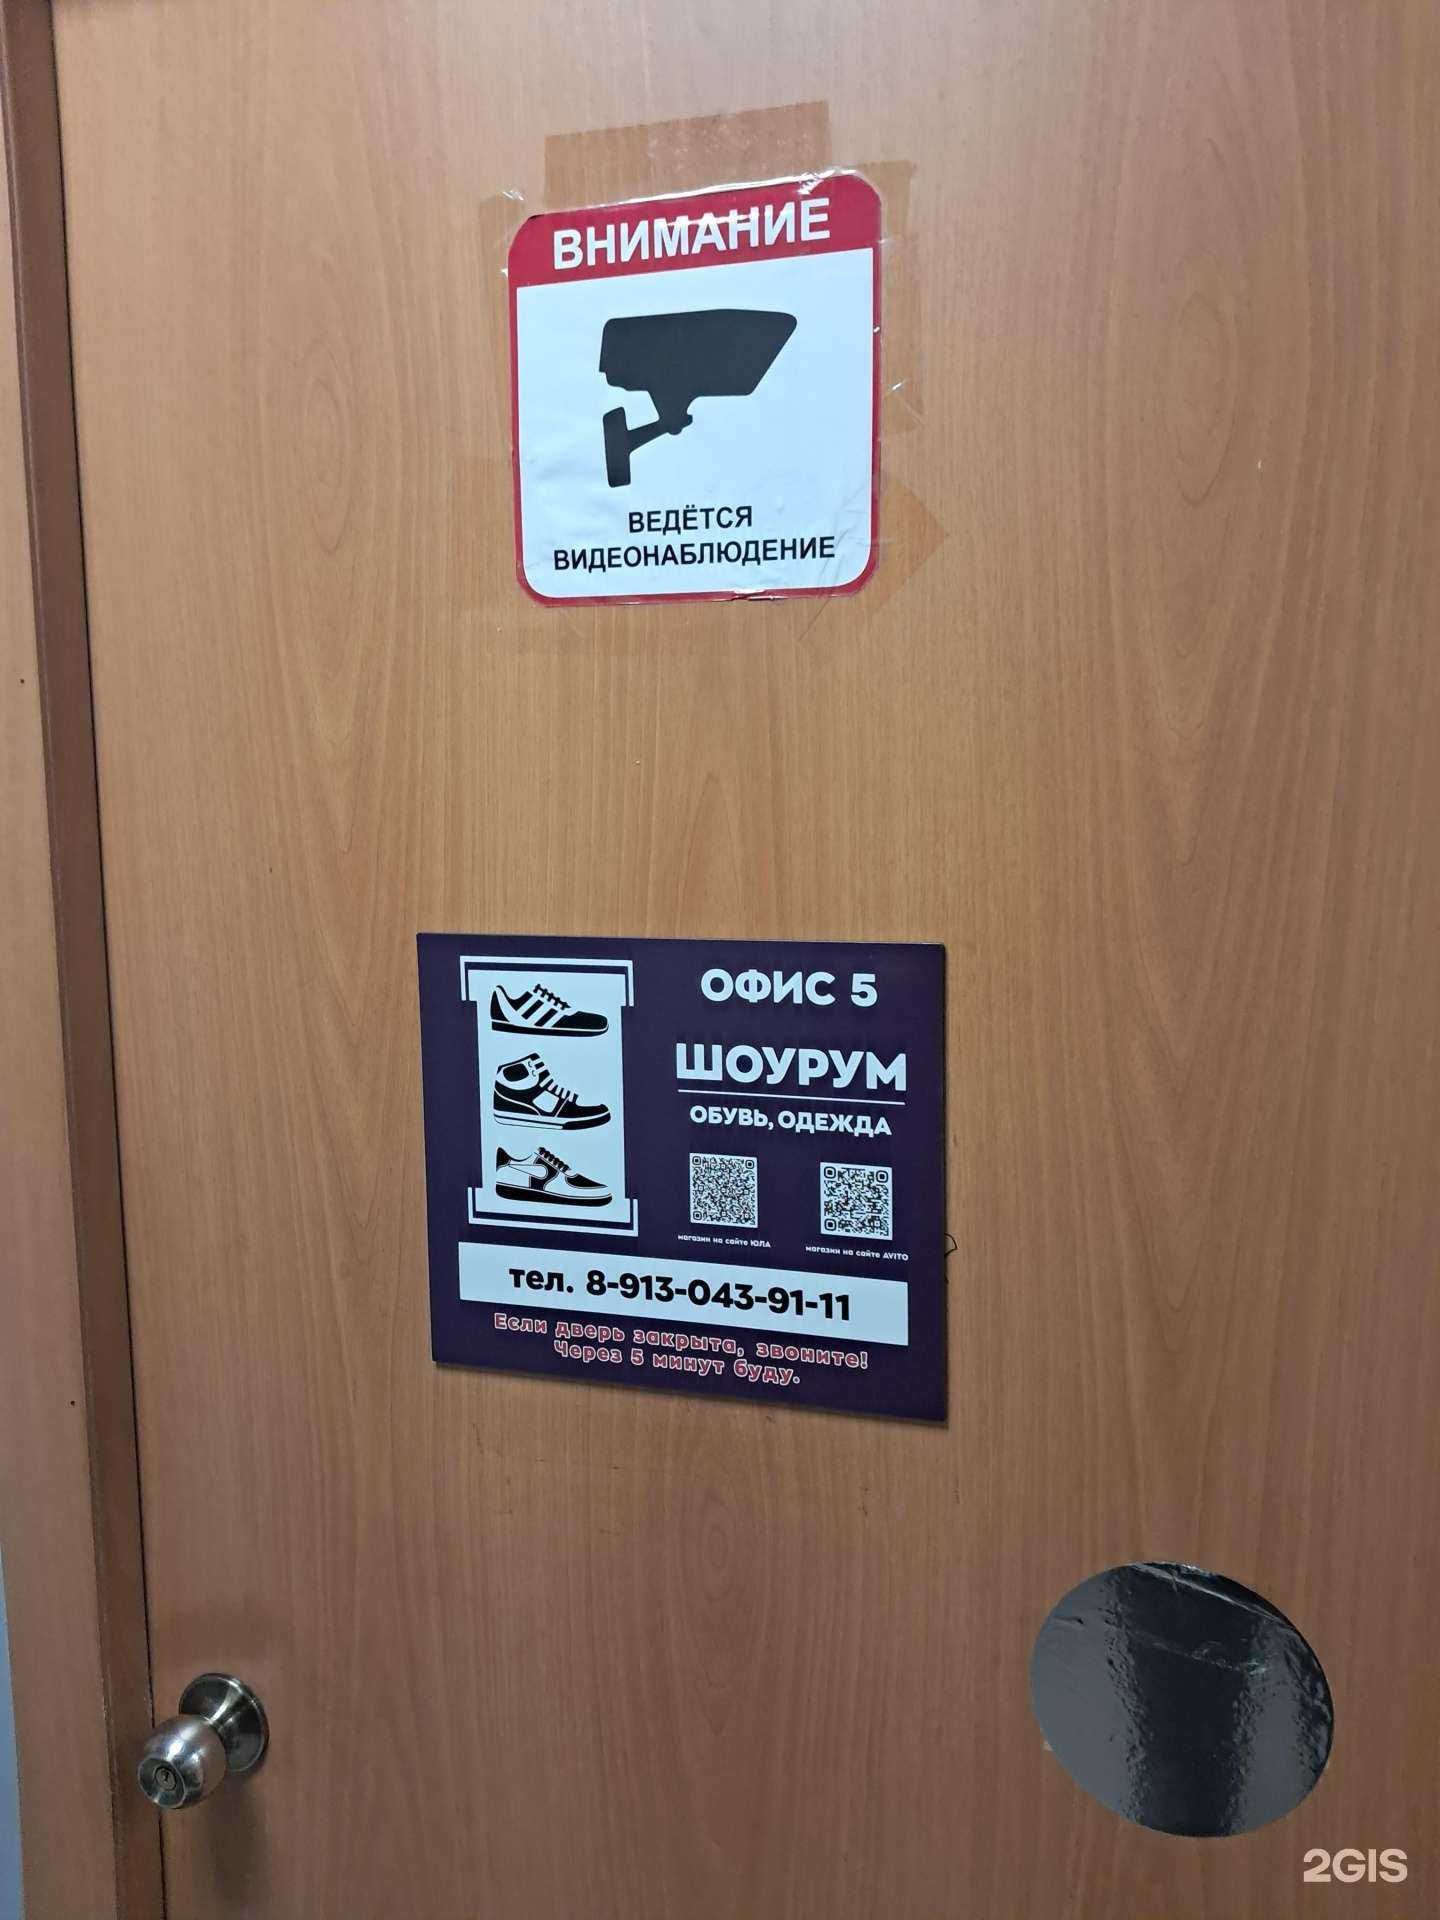 ВНИМАНИЕ
ВЕДЁТСЯ
ВИДЕОНАБЛЮДЕНИЕ
ОФИС 5
ШОУРУМ
ОБУВЬ, ОДЕЖДА
магазин на сайте ЮЛА
магазин на сайте AVITO
тел. 8-913-043-91-11
Если дверь закрыта, звоните!
Через 5 минут буду.
2GIS